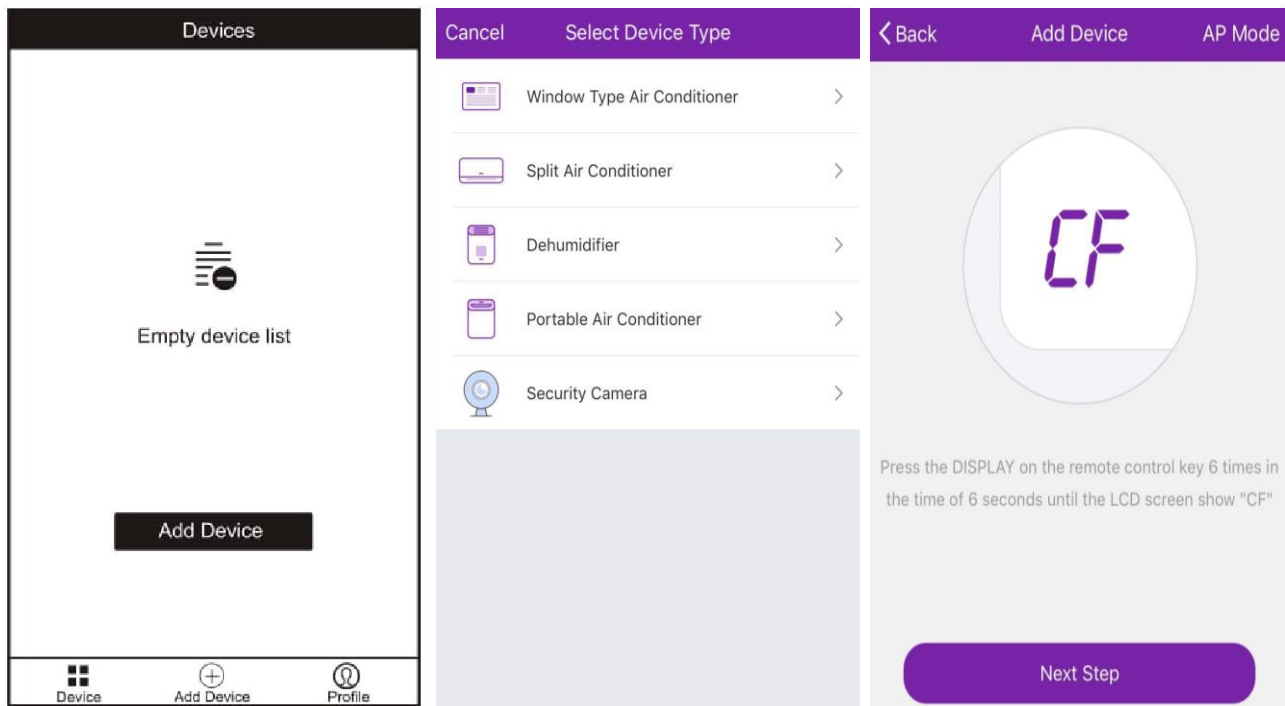 Devices
Empty device list
Add Device
Device
Add Device
Profile
Cancel
Select Device Type
Window Type Air Conditioner
Split Air Conditioner
Dehumidifier
Portable Air Conditioner
Security Camera
Back
Add Device
AP Mode
CF
Press the DISPLAY on the remote control key 6 times in
the time of 6 seconds until the LCD screen show "CF"
Next Step